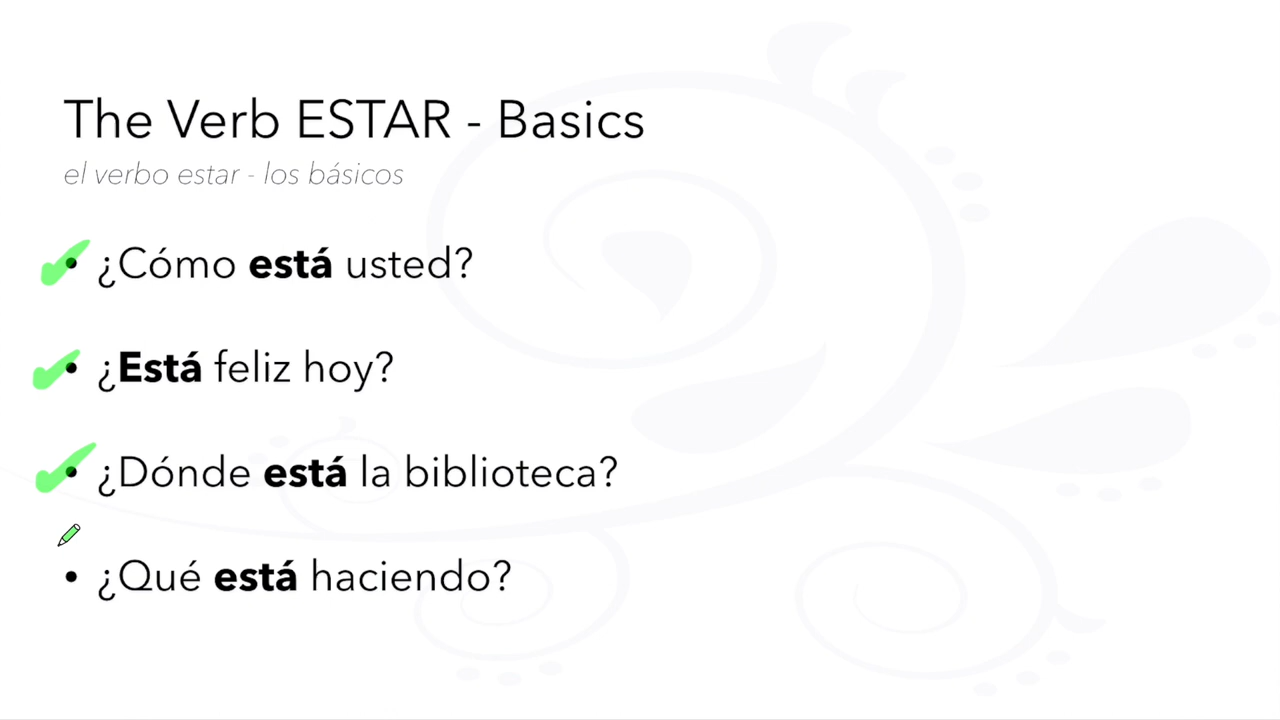 The Verb ESTAR - Basics
el verbo estar - los básicos
• ¿Cómo está usted?
• ¿Está feliz hoy?
• ¿Dónde está la biblioteca?
• ¿Qué está haciendo?